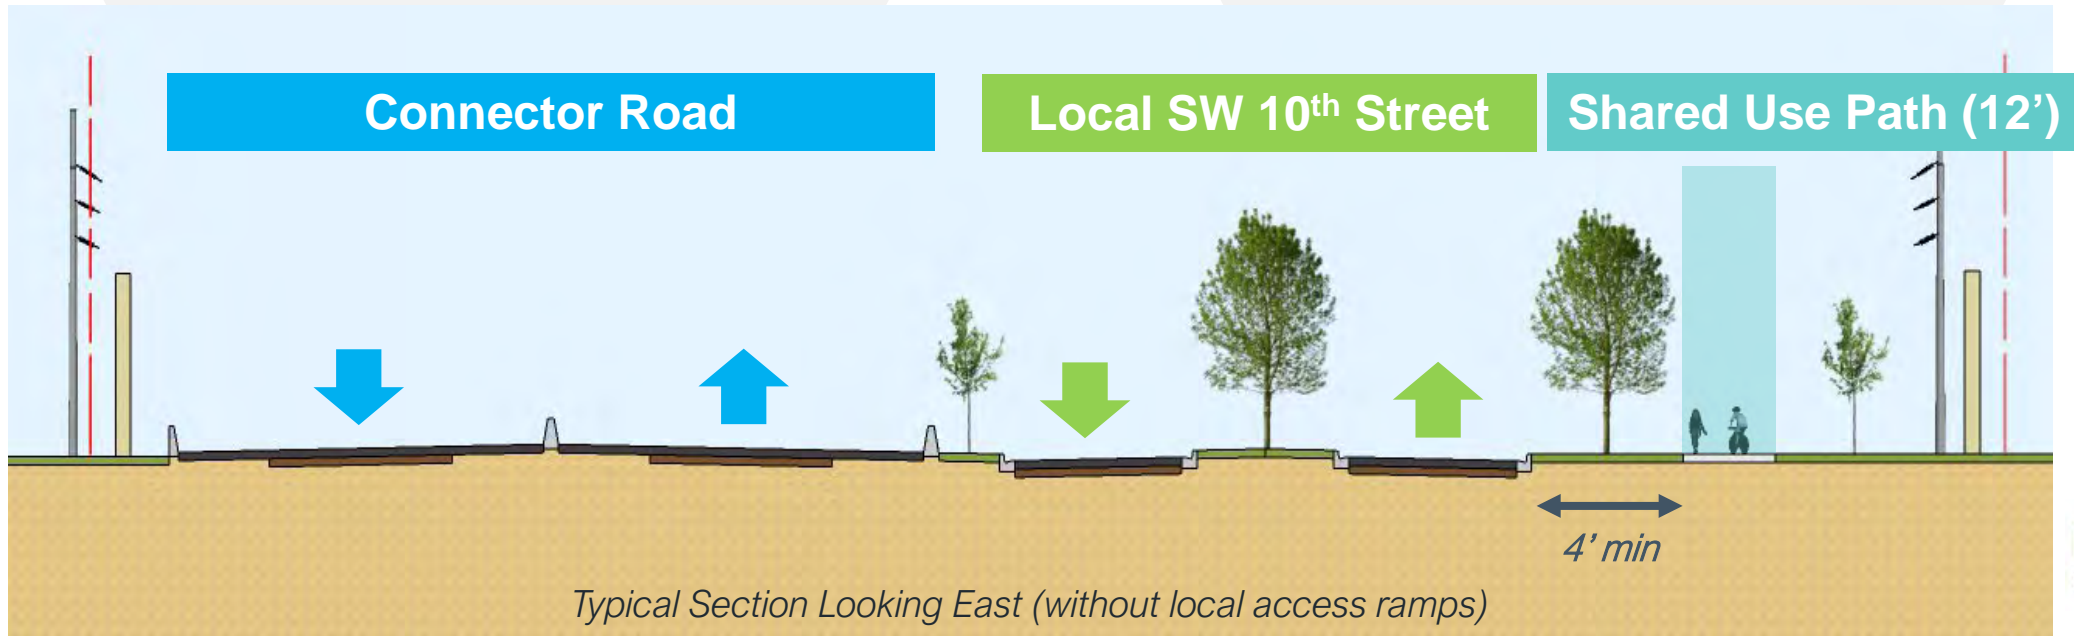 Connector Road
Local SW 10th Street
Shared Use Path (12’)
4’ min
Typical Section Looking East (without local access ramps)